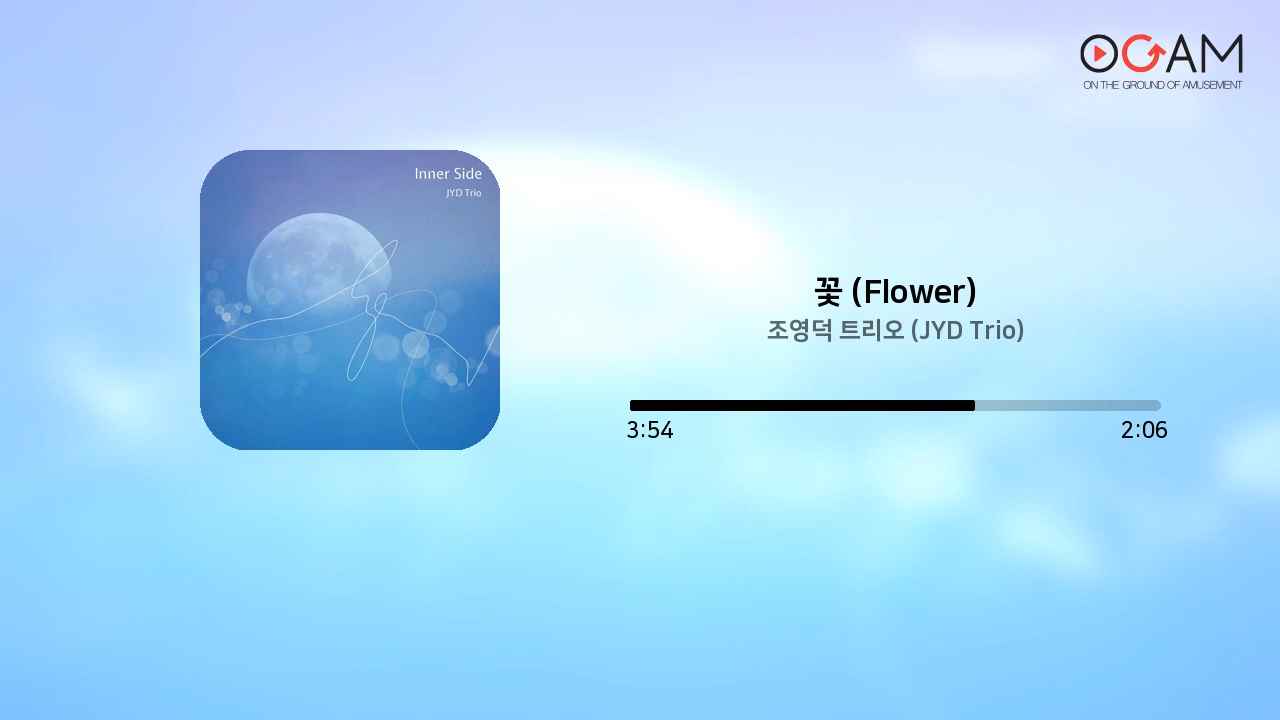 OGAM
ON THE GROUND OF AMUSEMENT
Inner Side
JYD Trio
꽃 (Flower)
조영덕 트리오 (JYD Trio)
3:54
2:06